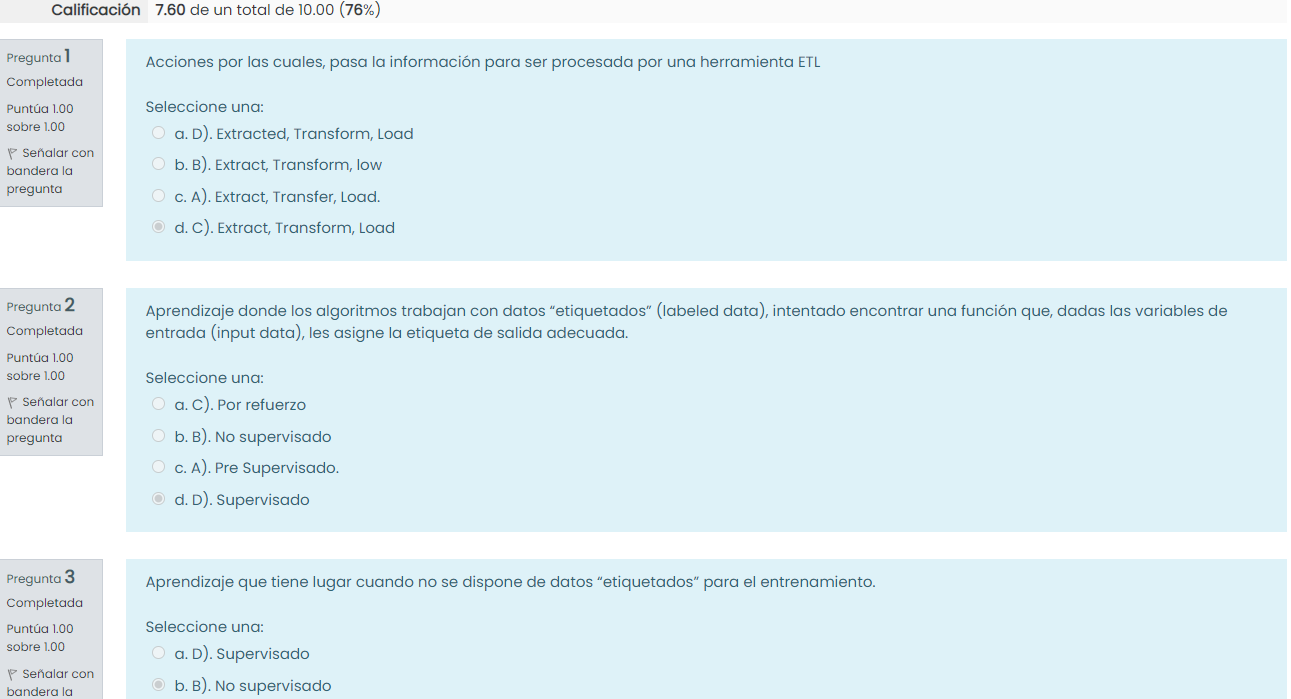 Calificación 7.60 de un total de 10.00 (76%)
Pregunta 1
Completada
Puntúa 1.00
sobre 1.00
Señalar con
bandera la
pregunta
Acciones por las cuales, pasa la información para ser procesada por una herramienta ETL
Seleccione una:
a. D). Extracted, Transform, Load
b. B). Extract, Transform, low
c. A). Extract, Transfer, Load.
d. C). Extract, Transform, Load
Pregunta 2
Completada
Puntúa 1.00
sobre 1.00
Señalar con
bandera la
pregunta
Aprendizaje donde los algoritmos trabajan con datos “etiquetados” (labeled data), intentado encontrar una función que, dadas las variables de
entrada (input data), les asigne la etiqueta de salida adecuada.
Seleccione una:
a. C). Por refuerzo
b. B). No supervisado
c. A). Pre Supervisado.
d. D). Supervisado
Pregunta 3
Completada
Puntúa 1.00
sobre 1.00
Señalar con
bandera la
Aprendizaje que tiene lugar cuando no se dispone de datos “etiquetados” para el entrenamiento.
Seleccione una:
a. D). Supervisado
b. B). No supervisado